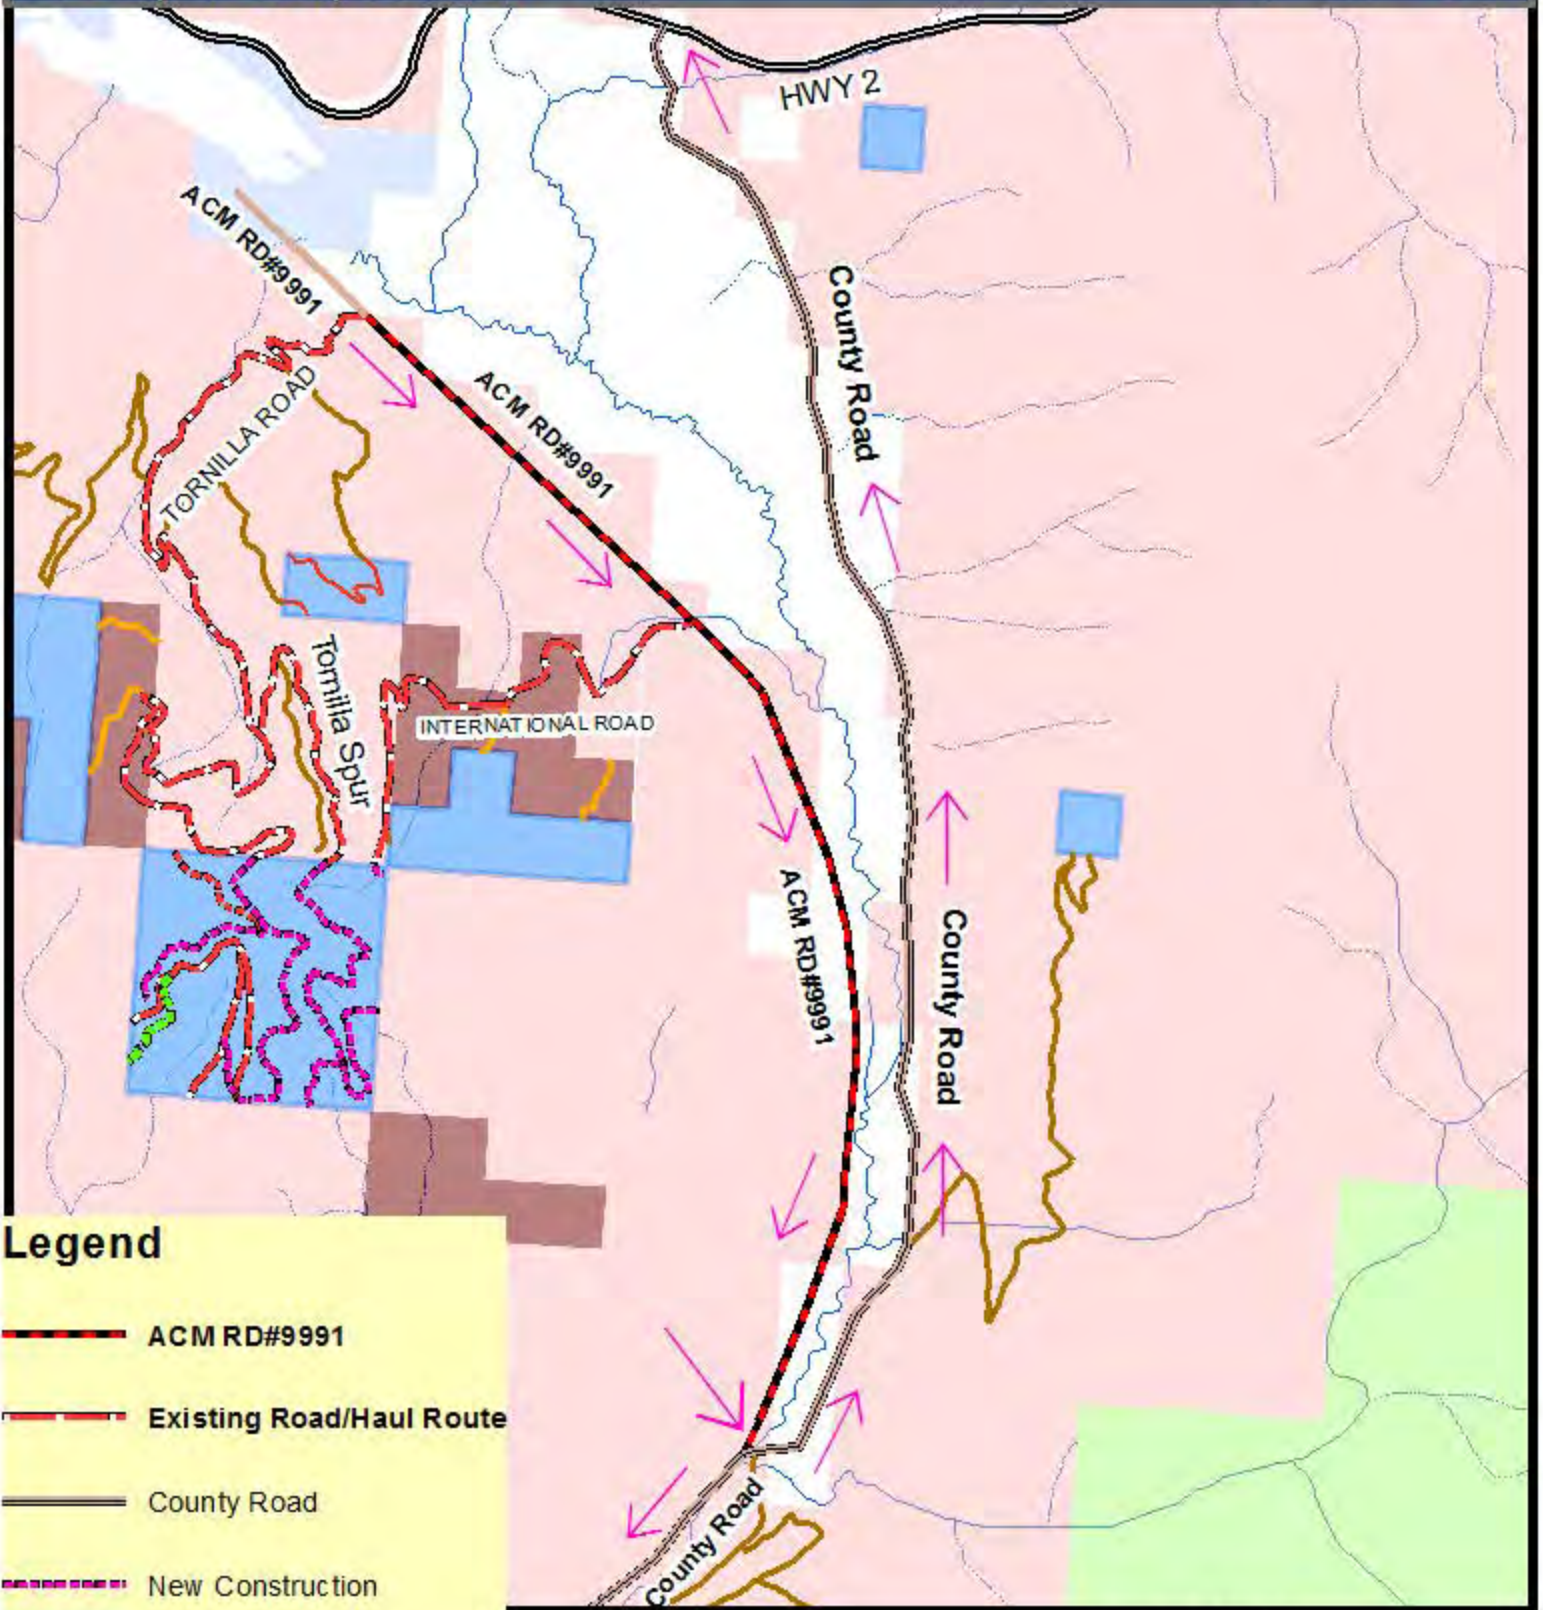 HWY 2
ACM RD#9991
County Road
ACM RD#9991
TORNILLA ROAD
Tornilla Spur
INTERNATIONAL ROAD
ACM RD#9991
County Road
County Road
Legend
ACM RD#9991
Existing Road/Haul Route
County Road
New Construction